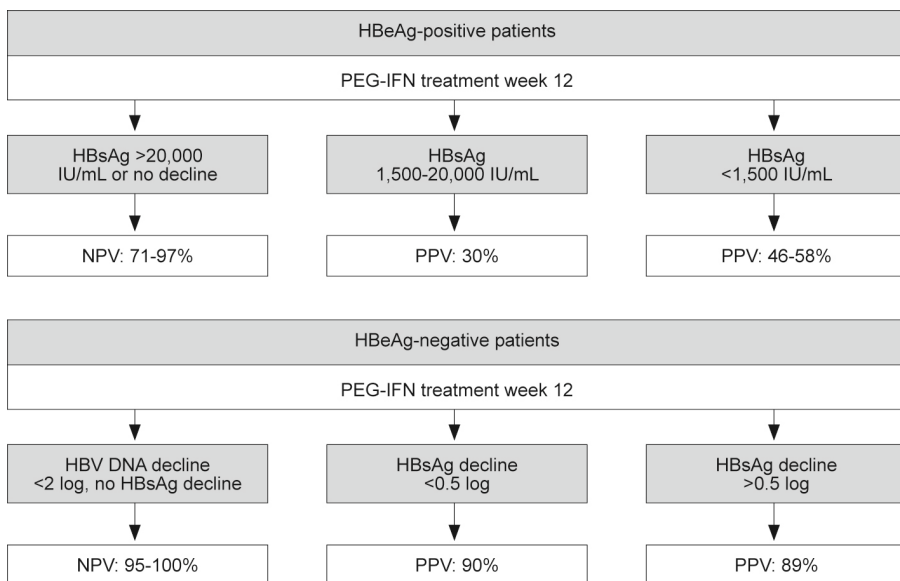 HBeAg-positive patients
PEG-IFN treatment week 12
HBsAg >20,000
IU/mL or no decline
HBsAg
1,500-20,000 IU/mL
HBsAg
<1,500 IU/mL
NPV: 71-97%
PPV: 30%
PPV: 46-58%
HBeAg-negative patients
PEG-IFN treatment week 12
HBV DNA decline
<2 log, no HBsAg decline
HBsAg decline
<0.5 log
HBsAg decline
>0.5 log
NPV: 95-100%
PPV: 90%
PPV: 89%